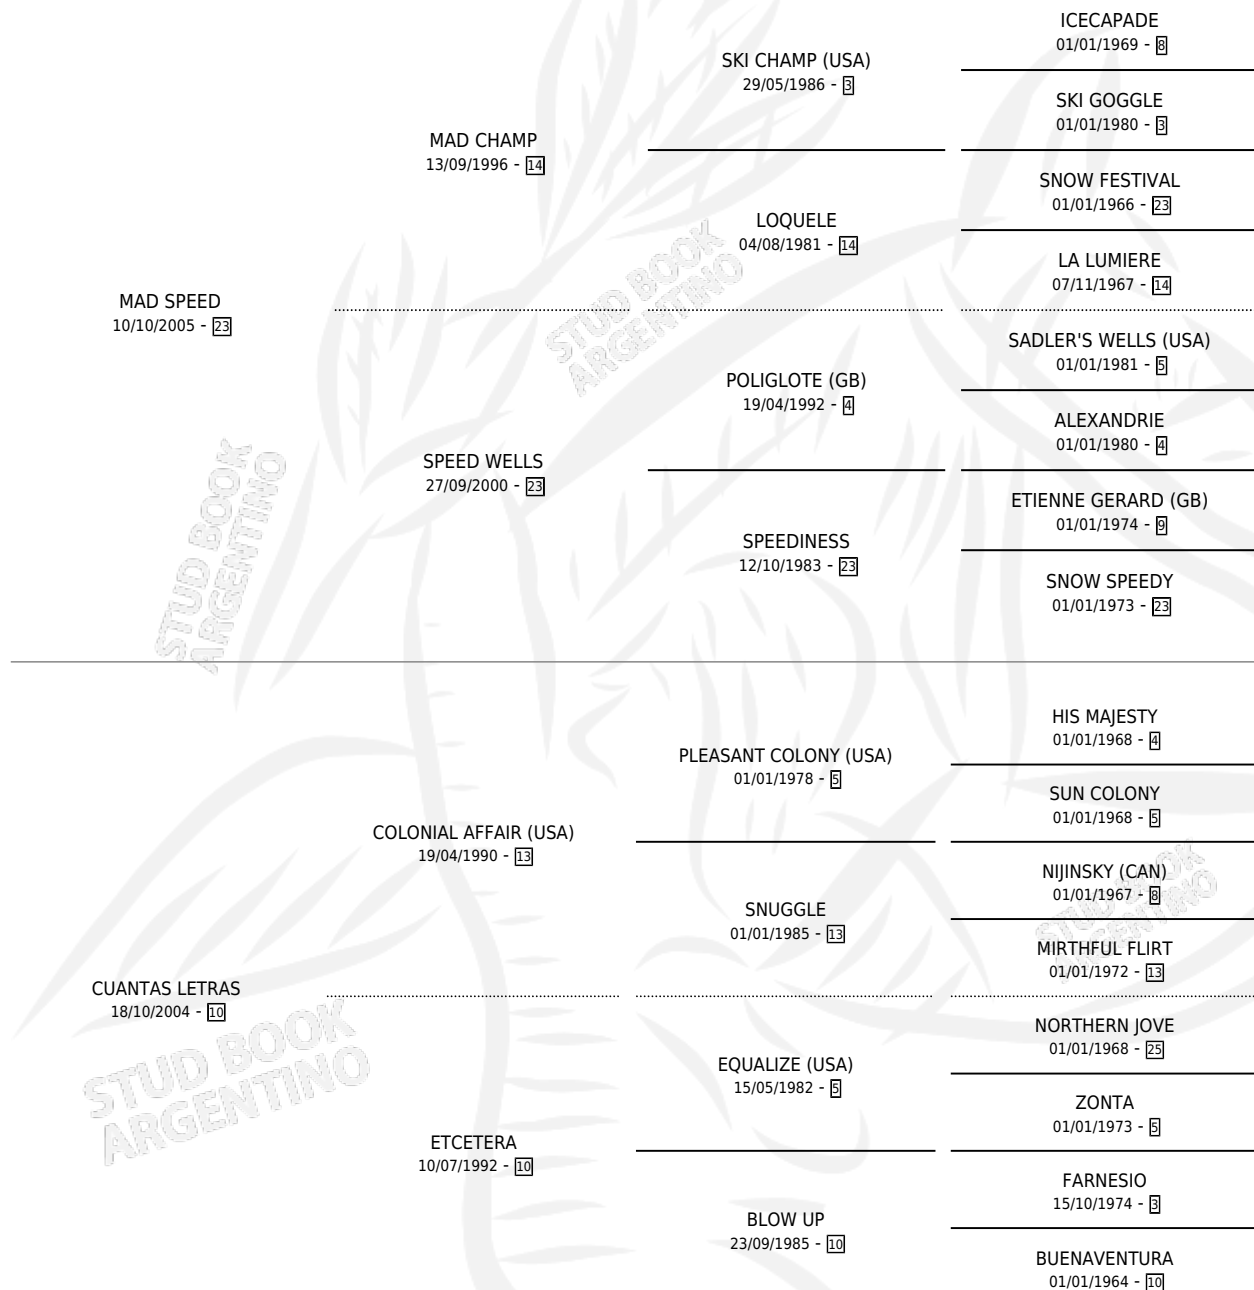 ICECAPADE
01/01/1969 - 8
SKI CHAMP (USA)
29/05/1986 - 3
SKI GOGGLE
01/01/1980 - 3
MAD CHAMP
13/09/1996 - 14
SNOW FESTIVAL
01/01/1966 - 23
LOQUELE
04/08/1981 - 14
LA LUMIERE
07/11/1967 - 14
MAD SPEED
10/10/2005 - 23
STUD BOOK
ARGENTINO
SADLER'S WELLS (USA)
01/01/1981 - 5
POLIGLOTE (GB)
19/04/1992 - 4
ALEXANDRIE
01/01/1980 - 4
SPEED WELLS
27/09/2000 - 23
ETIENNE GERARD (GB)
01/01/1974 - 9
SPEEDINESS
12/10/1983 - 23
SNOW SPEEDY
01/01/1973 - 23
STUD BOOK
ARGENTINO
HIS MAJESTY
01/01/1968 - 4
PLEASANT COLONY (USA)
01/01/1978 - 5
SUN COLONY
01/01/1968 - 5
COLONIAL AFFAIR (USA)
19/04/1990 - 13
NIJINSKY (CAN)
01/01/1967 - 8
STUD BOOK
ARGENTINO
SNUGGLE
01/01/1985 - 13
MIRTHFUL FLIRT
01/01/1972 - 13
CUANTAS LETRAS
18/10/2004 - 10
STUD BOOK
ARGENTINO
NORTHERN JOVE
01/01/1968 - 25
EQUALIZE (USA)
15/05/1982 - 5
ZONTA
01/01/1973 - 5
ETCETERA
10/07/1992 - 10
FARNESIO
15/10/1974 - 3
BLOW UP
23/09/1985 - 10
BUENAVENTURA
01/01/1964 - 10